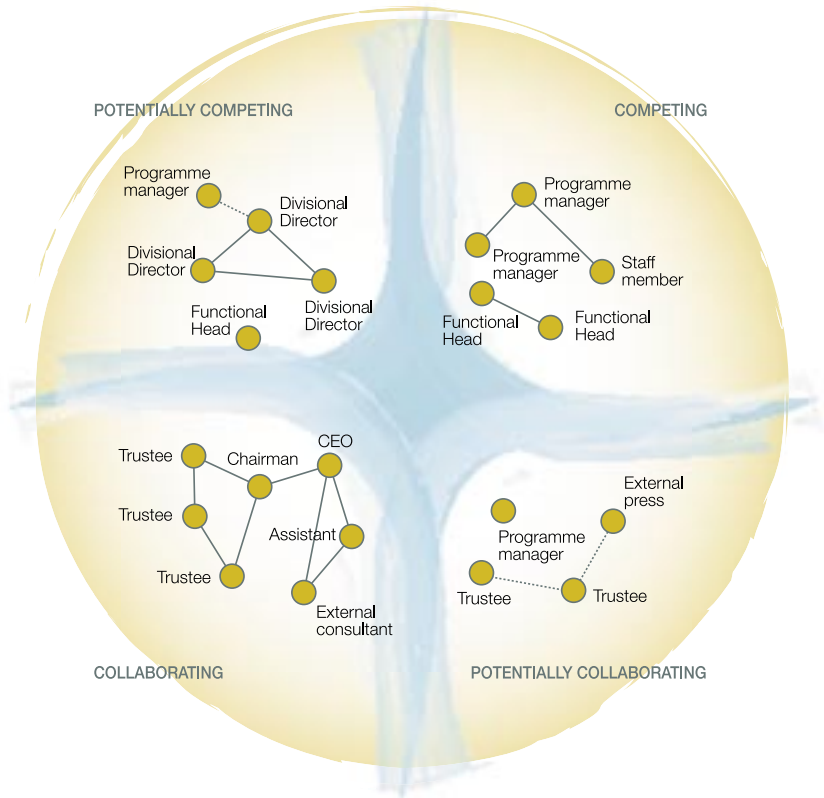 POTENTIALLY COMPETING
Programme
manager
Divisional
Director
Divisional
Director
Divisional
Director
Functional
Head
COMPETING
Programme
manager
Programme
manager
Staff
member
Functional
Head
Functional
Head
Trustee
Chairman
CEO
Trustee
Assistant
Trustee
External
consultant
COLLABORATING
External
press
Programme
manager
Trustee
Trustee
POTENTIALLY COLLABORATING